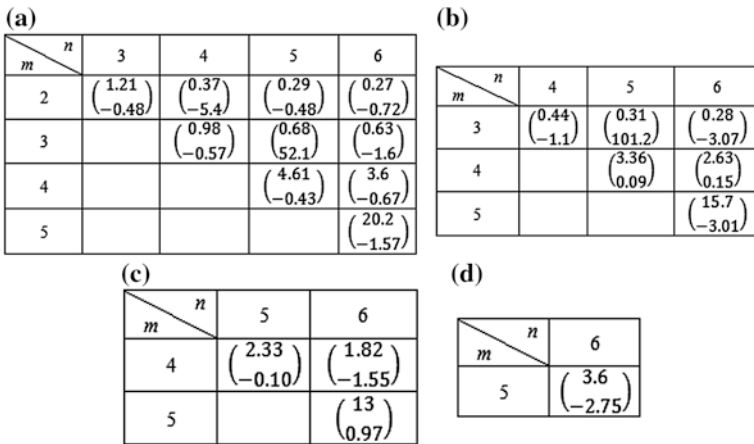 (a)
n
m 3 4 5 6
2 (1.21 −0.48) (0.37 −5.4) (0.29 −0.48) (0.27 −0.72)
3 (0.98 −0.57) (0.68 52.1) (0.63 −1.6)
4 (4.61 −0.43) (3.6 −0.67)
5 (20.2 −1.57)
(b)
n
m 4 5 6
3 (0.44 −1.1) (0.31 101.2) (0.28 −3.07)
4 (3.36 0.09) (2.63 0.15)
5 (15.7 −3.01)
(c)
n
m 5 6
4 (2.33 −0.10) (1.82 −1.55)
5 (13 0.97)
(d)
n
m 6
5 (3.6 −2.75)